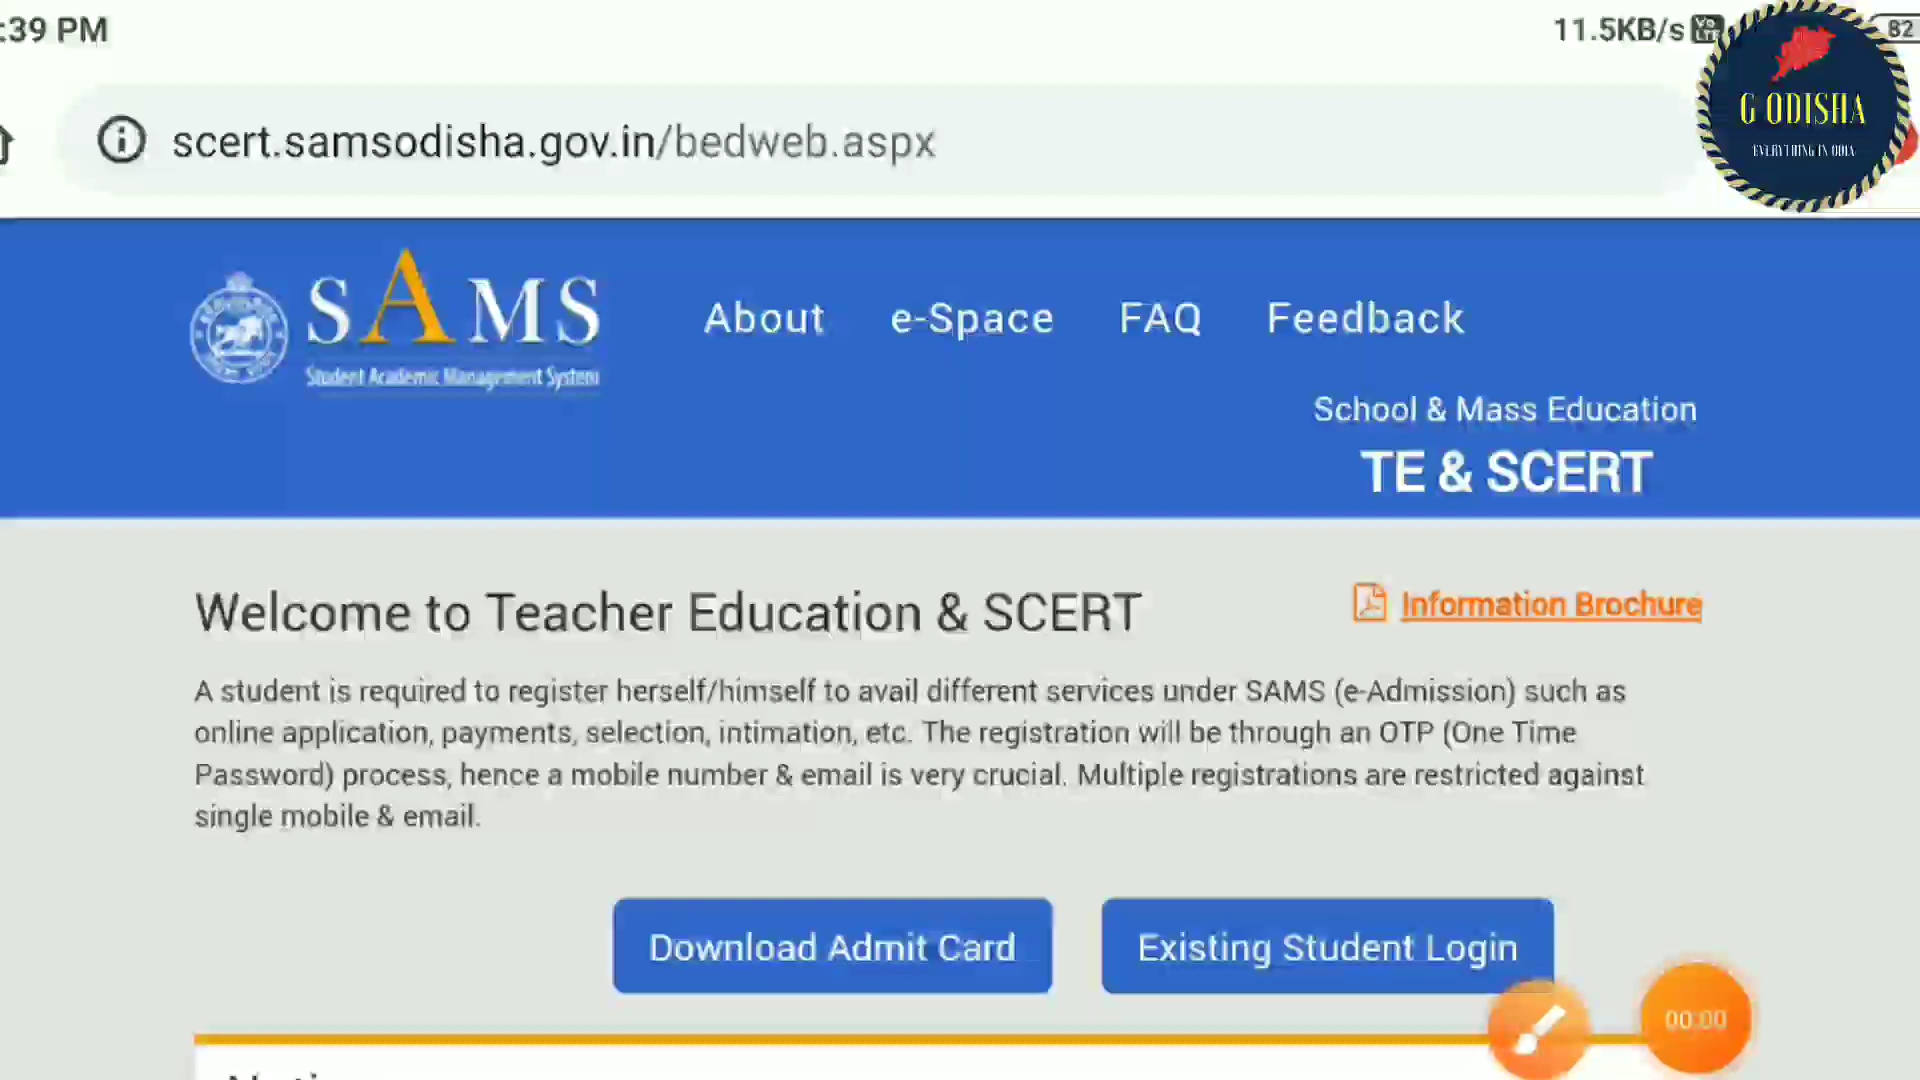 :39 PM
11.5KB/s
82
G ODISHA
EVERYTHING IN ODIA
scert.samsodisha.gov.in/bedweb.aspx
SAMS
Student Academic Management System
About e-Space FAQ Feedback
School & Mass Education
TE & SCERT
Welcome to Teacher Education & SCERT
Information Brochure
A student is required to register herself/himself to avail different services under SAMS (e-Admission) such as
online application, payments, selection, intimation, etc. The registration will be through an OTP (One Time
Password) process, hence a mobile number & email is very crucial. Multiple registrations are restricted against
single mobile & email.
Download Admit Card
Existing Student Login
00:00